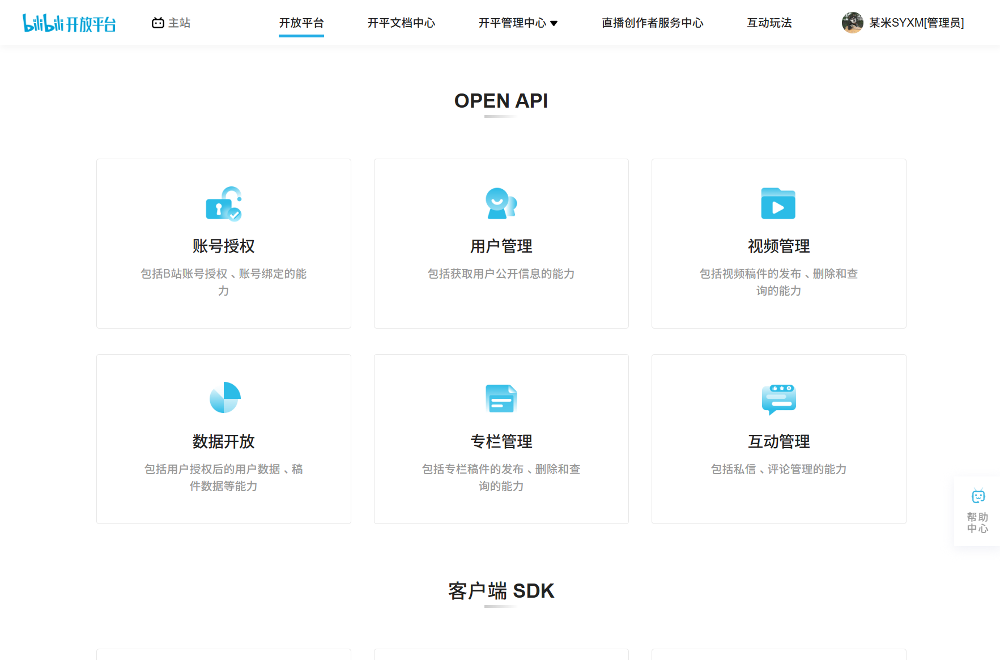 bilibili 开放平台
主站
开放平台
开平文档中心
开平管理中心
直播创作者服务中心
互动玩法
某米SYXM[管理员]
OPEN API
账号授权
包括B站账号授权、账号绑定的能
力
用户管理
包括获取用户公开信息的能力
视频管理
包括视频稿件的发布、删除和查
询的能力
数据开放
包括用户授权后的用户数据、稿
件数据等能力
专栏管理
包括专栏稿件的发布、删除和查
询的能力
互动管理
包括私信、评论管理的能力
帮助
中心
客户端 SDK